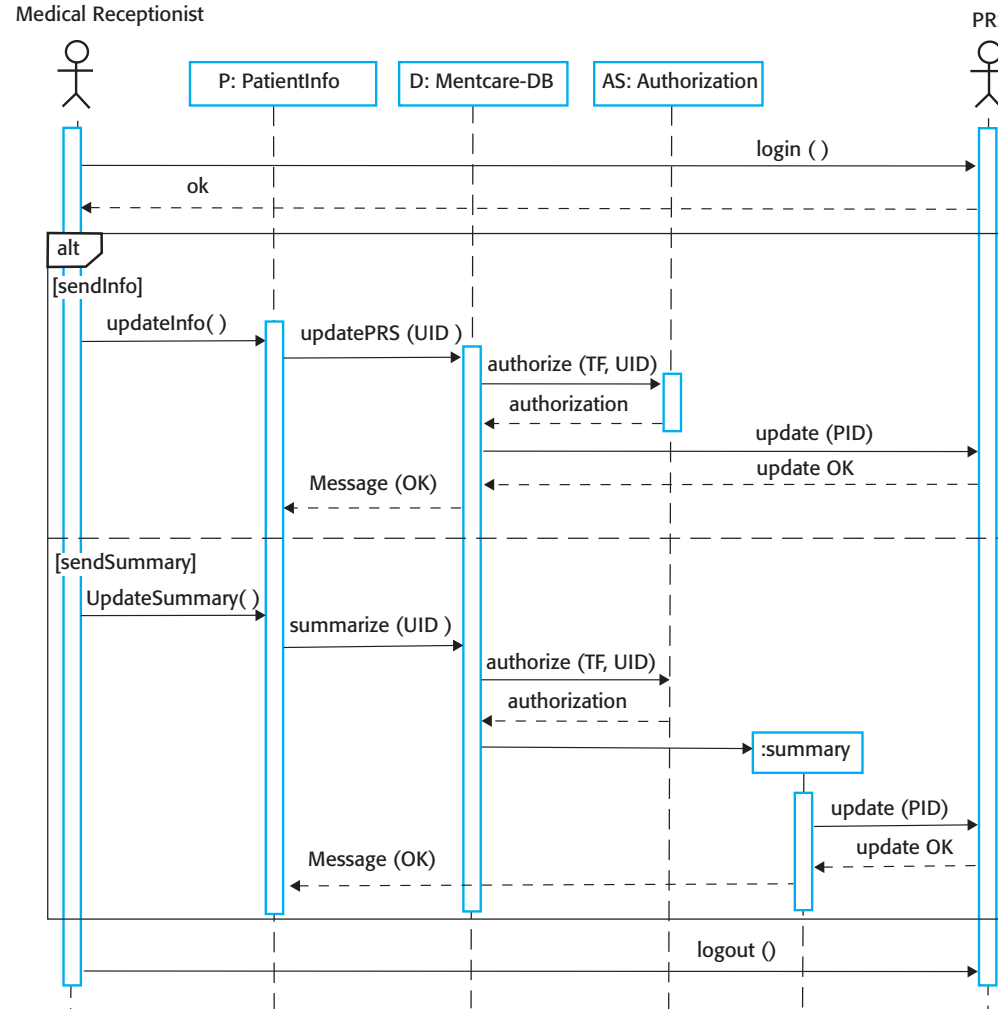 Medical Receptionist
PR
P: PatientInfo
D: Mentcare-DB
AS: Authorization
login ( )
ok
alt
[sendInfo]
updateInfo( )
updatePRS (UID )
authorize (TF, UID)
authorization
update (PID)
update OK
Message (OK)
[sendSummary]
UpdateSummary( )
summarize (UID )
authorize (TF, UID)
authorization
:summary
update (PID)
update OK
Message (OK)
logout ()